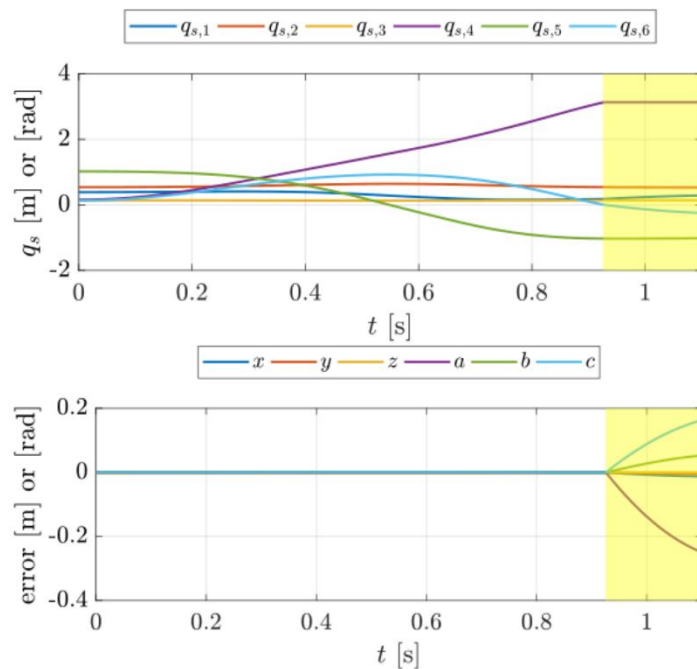 q_{s,1} q_{s,2} q_{s,3} q_{s,4} q_{s,5} q_{s,6}
4
2
0
-2
q_s [m] or [rad]
0 0.2 0.4 0.6 0.8 1
t [s]
x y z a b c
0.2
0
-0.2
-0.4
error [m] or [rad]
0 0.2 0.4 0.6 0.8 1
t [s]